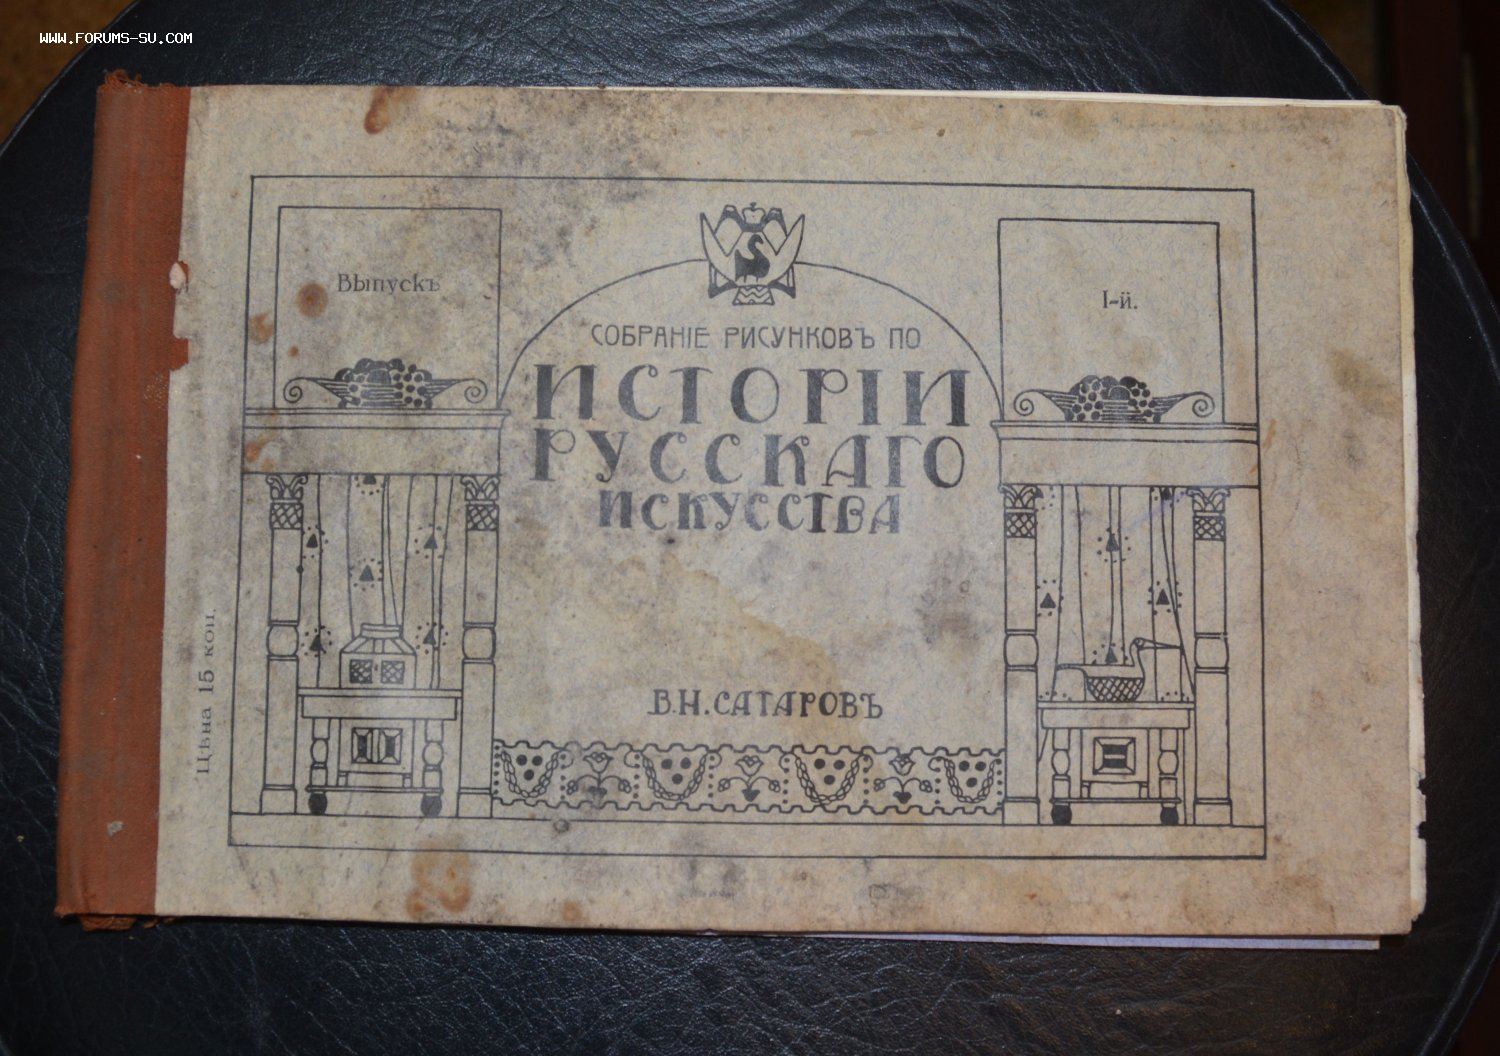 WWW.FORUMS-SU.COM
Выпускъ
I-й.
СОБРАНІЕ РИСУНКОВЪ ПО
ИСТОРІИ
РУССКАГО
ИСКУССТВА
В.Н.САТАРОВЪ
Цѣна 15 коп.